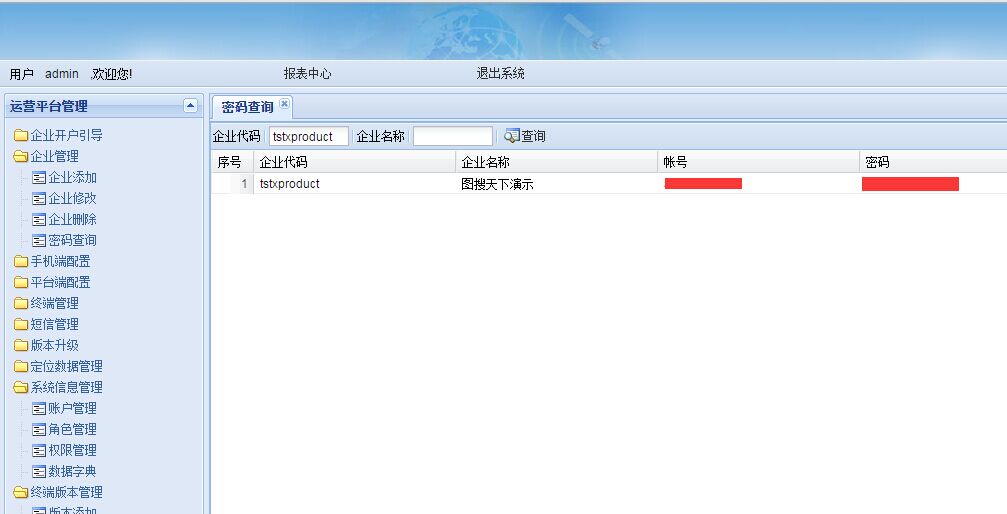 用户 admin ,欢迎您! 报表中心 退出系统
运营平台管理
企业开户引导
企业管理
企业添加
企业修改
企业删除
密码查询
手机端配置
平台端配置
终端管理
短信管理
版本升级
定位数据管理
系统信息管理
账户管理
角色管理
权限管理
数据字典
终端版本管理
版本添加
密码查询
企业代码 tstxproduct 企业名称 查询
序号 企业代码 企业名称 帐号 密码
1 tstxproduct 图搜天下演示